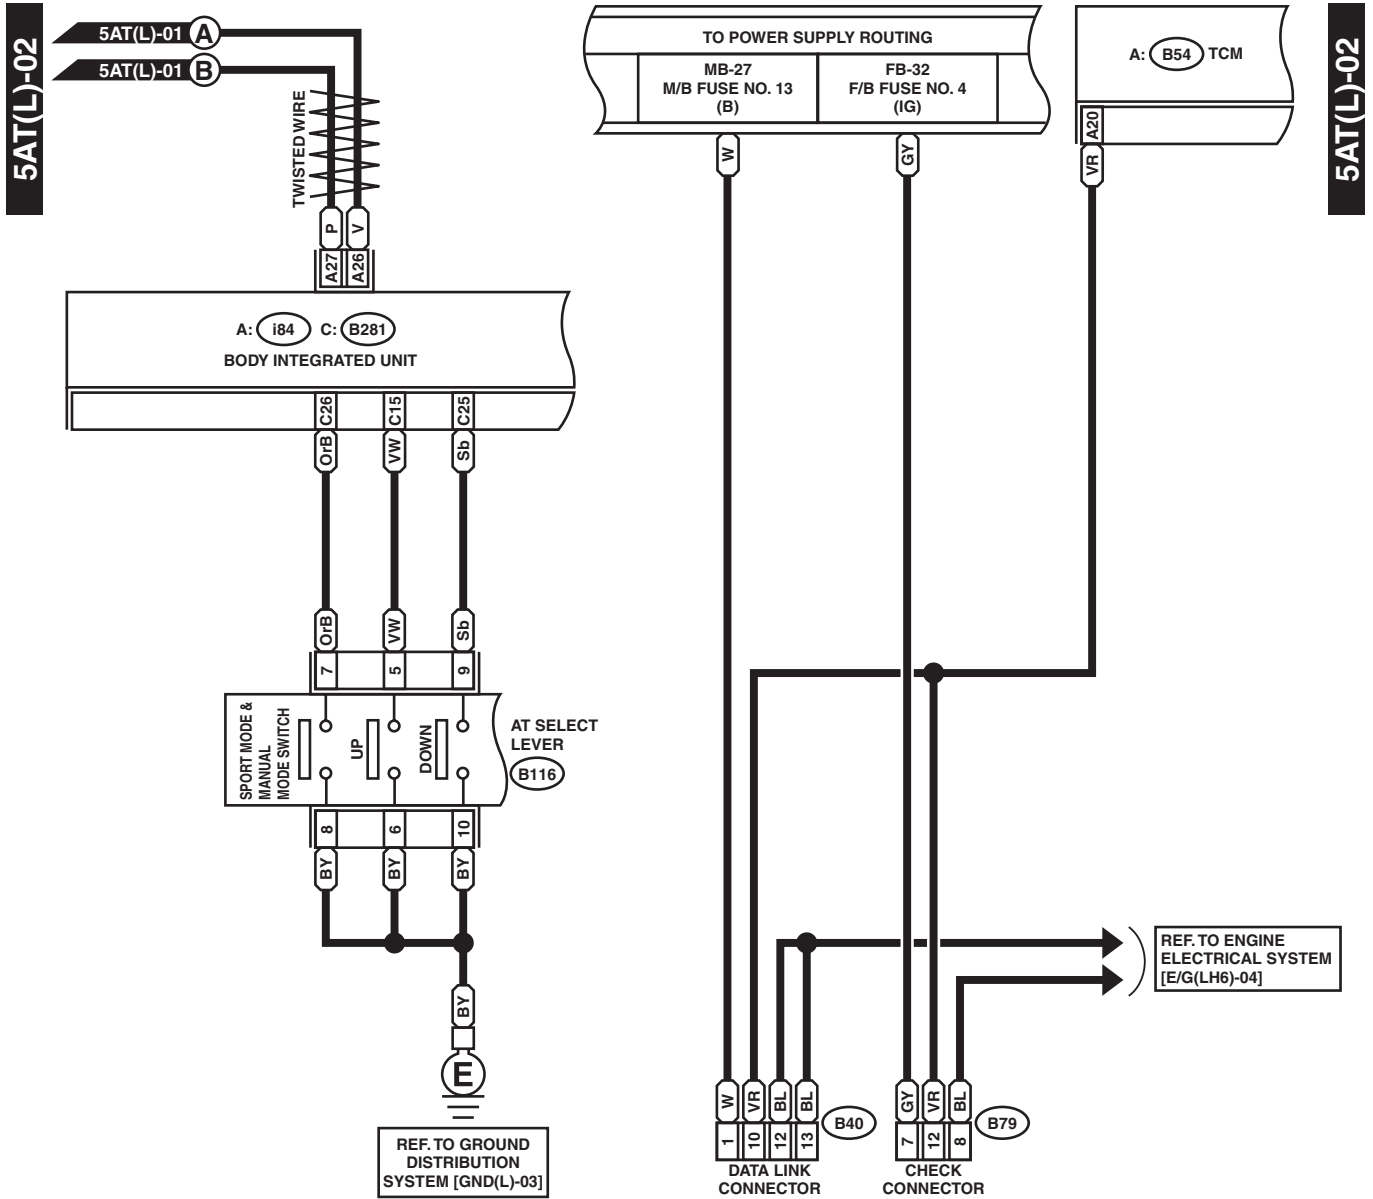 5AT(L)-02
5AT(L)-01 A
5AT(L)-01 B
TWISTED WIRE
P
V
A27
A26
A: i84 C: B281
BODY INTEGRATED UNIT
C26
C15
C25
OrB
VW
Sb
OrB
VW
Sb
7
5
9
SPORT MODE &
MANUAL
MODE SWITCH
UP
DOWN
AT SELECT
LEVER
B116
8
6
10
BY
BY
BY
BY
E
REF. TO GROUND
DISTRIBUTION
SYSTEM [GND(L)-03]
TO POWER SUPPLY ROUTING
MB-27
M/B FUSE NO. 13
(B)
FB-32
F/B FUSE NO. 4
(IG)
W
GY
A: B54 TCM
A20
VR
5AT(L)-02
REF. TO ENGINE
ELECTRICAL SYSTEM
[E/G(LH6)-04]
W
VR
BL
BL
1
10
12
13
B40
DATA LINK
CONNECTOR
GY
VR
BL
7
12
8
B79
CHECK
CONNECTOR